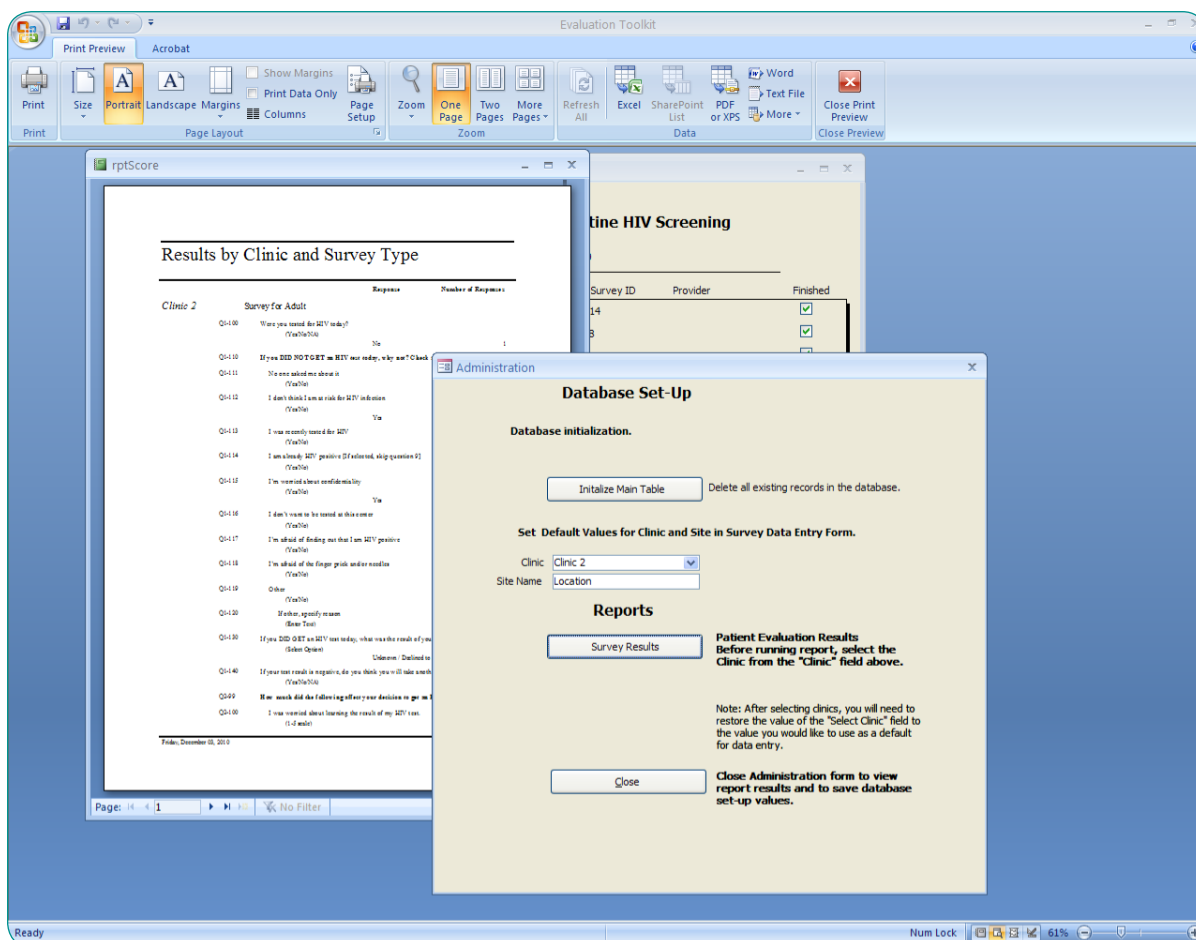 Evaluation Toolkit
Print Preview Acrobat
Print
Size
Portrait
Landscape
Margins
Show Margins
Print Data Only
Columns
Page Setup
Zoom
One Page
Two Pages
More Pages
Refresh All
Excel
SharePoint List
PDF or XPS
Word
Text File
More
Close Print Preview
Print
Page Layout
Zoom
Data
Close Preview
rptScore
Results by Clinic and Survey Type
Response Number of Responses
Clinic 2 Survey for Adult
Q1-100 Were you tested for HIV today?
(Yes/No/NA)
No 1
Q1-110 If you DID NOT GET an HIV test today, why not? Check
Q1-111 No one asked me about it
(Yes/No)
Q1-112 I don't think I am at risk for HIV infection
(Yes/No)
Yes
Q1-113 I was recently tested for HIV
(Yes/No)
Q1-114 I am already HIV positive [If selected, skip question 9]
(Yes/No)
Q1-115 I'm worried about confidentiality
(Yes/No)
Yes
Q1-116 I don't want to be tested at this center
(Yes/No)
Q1-117 I'm afraid of finding out that I am HIV positive
(Yes/No)
Q1-118 I'm afraid of the finger prick and/or needles
(Yes/No)
Q1-119 Other
(Yes/No)
Q1-120 If other, specify reason
(Enter Text)
Q1-130 If you DID GET an HIV test today, what was the result of you
(Select Option)
Unknown / Declined to
Q1-140 If your test result is negative, do you think you will take anoth
(Yes/No/NA)
Q2-99 How much did the following affect your decision to get an
Q2-100 I was worried about learning the result of my HIV test.
(1-5 scale)
Friday, December 03, 2010
Page: 1 No Filter
tine HIV Screening
Survey ID Provider Finished
14
8
Administration
Database Set-Up
Database initialization.
Initalize Main Table Delete all existing records in the database.
Set Default Values for Clinic and Site in Survey Data Entry Form.
Clinic Clinic 2
Site Name Location
Reports
Survey Results
Patient Evaluation Results
Before running report, select the
Clinic from the "Clinic" field above.
Note: After selecting clinics, you will need to
restore the value of the "Select Clinic" field to
the value you would like to use as a default
for data entry.
Close
Close Administration form to view
report results and to save database
set-up values.
Ready Num Lock 61%